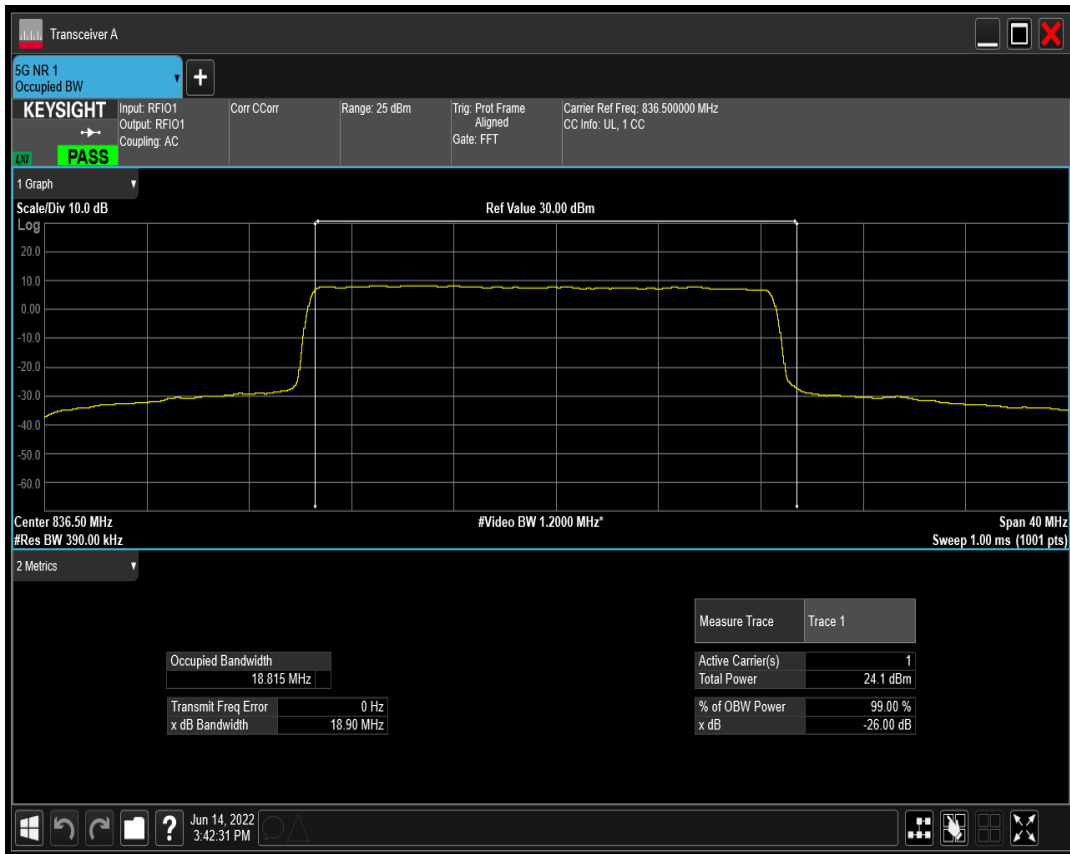 Transceiver A
5G NR 1
Occupied BW
+
KEYSIGHT
LXI
PASS
Input: RFIO1
Output: RFIO1
Coupling: AC
Corr CCorr
Range: 25 dBm
Trig: Prot Frame
Aligned
Gate: FFT
Carrier Ref Freq: 836.500000 MHz
CC Info: UL, 1 CC
1 Graph
Scale/Div 10.0 dB
Ref Value 30.00 dBm
Log
20.0
10.0
0.00
-10.0
-20.0
-30.0
-40.0
-50.0
-60.0
Center 836.50 MHz
#Video BW 1.2000 MHz*
Span 40 MHz
#Res BW 390.00 kHz
Sweep 1.00 ms (1001 pts)
2 Metrics
Measure Trace Trace 1
Occupied Bandwidth
18.815 MHz
Active Carrier(s) 1
Total Power 24.1 dBm
Transmit Freq Error 0 Hz
x dB Bandwidth 18.90 MHz
% of OBW Power 99.00 %
x dB -26.00 dB
?
Jun 14, 2022
3:42:31 PM